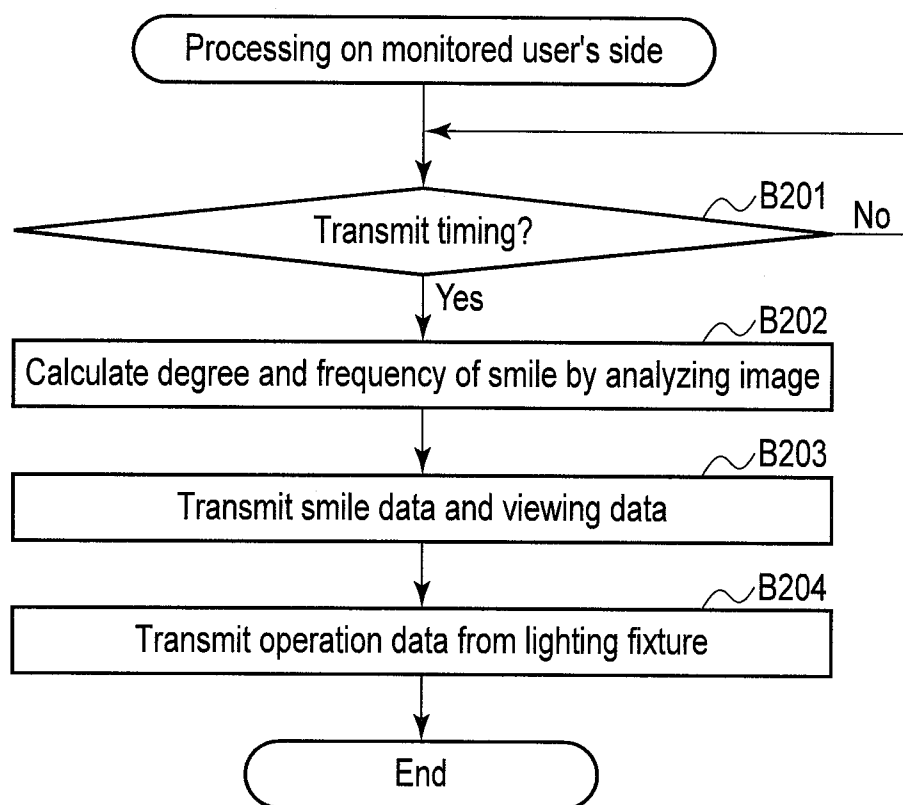 Processing on monitored user's side
B201
Transmit timing?
No
Yes
B202
Calculate degree and frequency of smile by analyzing image
B203
Transmit smile data and viewing data
B204
Transmit operation data from lighting fixture
End